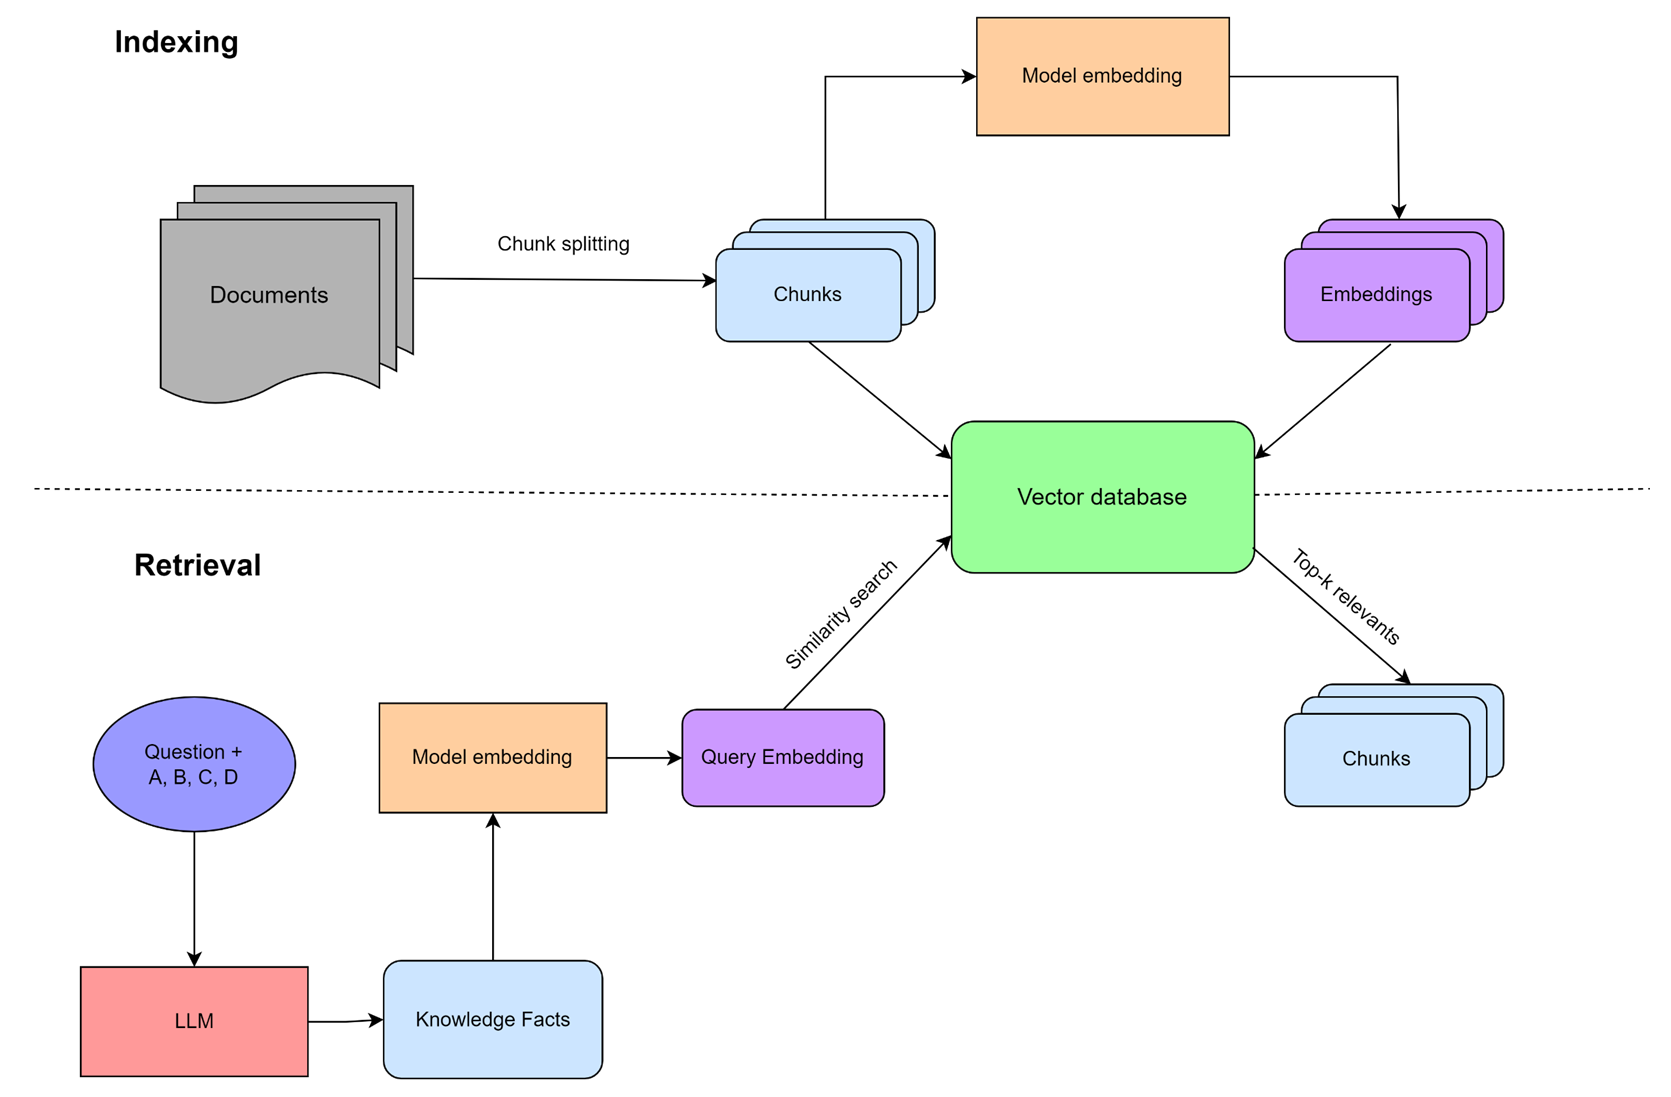 Indexing
Model embedding
Chunk splitting
Documents
Chunks
Embeddings
Vector database
Retrieval
Similarity search
Top-k relevants
Question +
A, B, C, D
Model embedding
Query Embedding
Chunks
LLM
Knowledge Facts